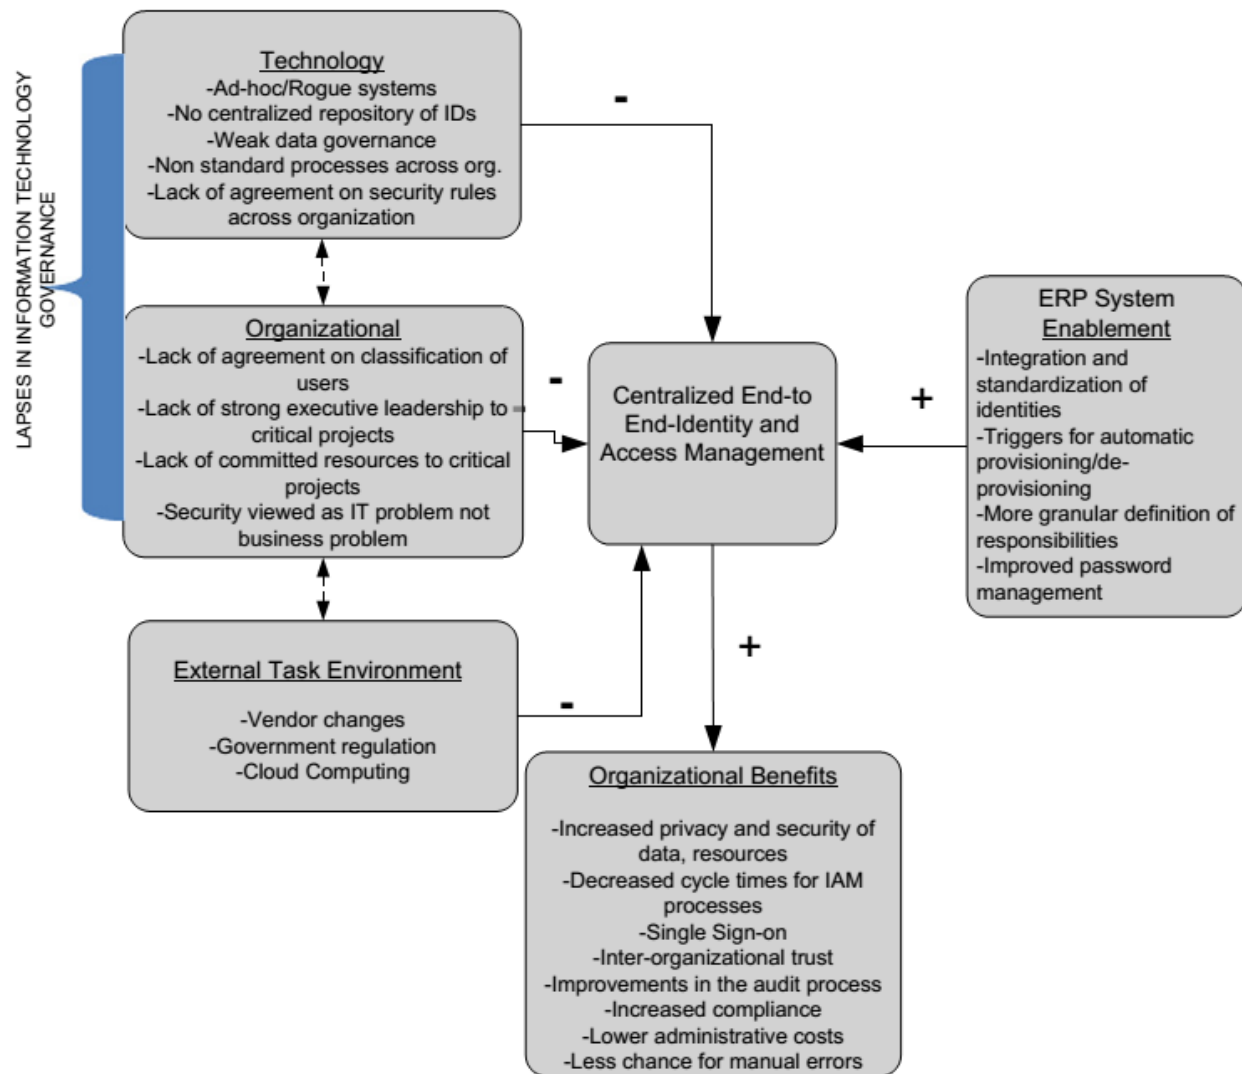 LAPSES IN INFORMATION TECHNOLOGY
GOVERNANCE
Technology
-Ad-hoc/Rogue systems
-No centralized repository of IDs
-Weak data governance
-Non standard processes across org.
-Lack of agreement on security rules
across organization
-
Organizational
-Lack of agreement on classification of
users
-Lack of strong executive leadership to
critical projects
-Lack of committed resources to critical
projects
-Security viewed as IT problem not
business problem
-
Centralized End-to
End-Identity and
Access Management
+
ERP System
Enablement
-Integration and
standardization of
identities
-Triggers for automatic
provisioning/de-
provisioning
-More granular definition of
responsibilities
-Improved password
management
External Task Environment
-Vendor changes
-Government regulation
-Cloud Computing
-
+
Organizational Benefits
-Increased privacy and security of
data, resources
-Decreased cycle times for IAM
processes
-Single Sign-on
-Inter-organizational trust
-Improvements in the audit process
-Increased compliance
-Lower administrative costs
-Less chance for manual errors